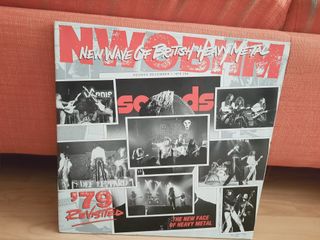 NWOBHM
NEW WAVE OF BRITISH HEAVY METAL
sounds
DEF LEPPARD
'79
REVISITED
THE NEW FACE
OF HEAVY METAL